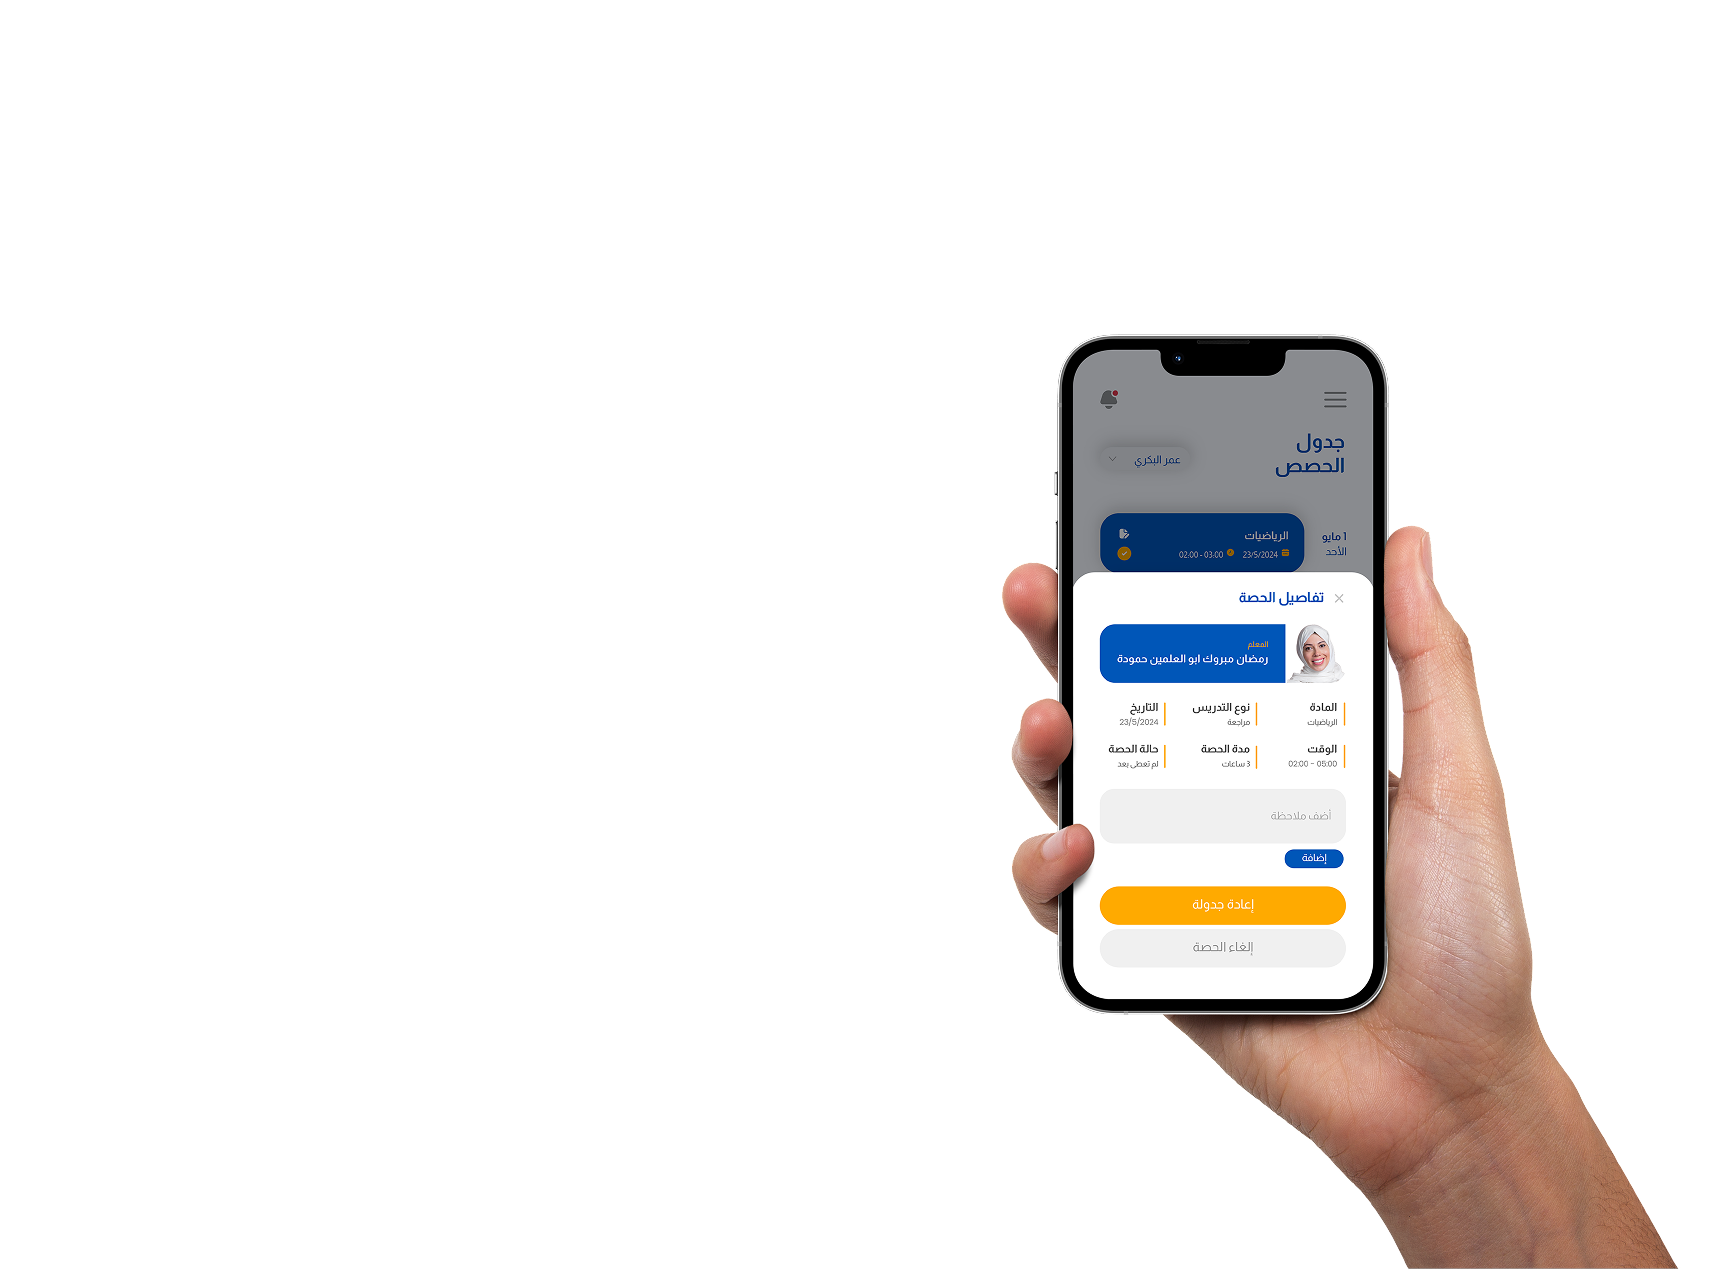 جدول
الحصص
عمر البكري
1 مايو
الأحد
الرياضيات
23/5/2024
02:00 - 03:00
تفاصيل الحصة
المعلم
رمضان مبروك ابو العلمين حمودة
المادة
الرياضيات
نوع التدريس
مراجعة
التاريخ
23/5/2024
الوقت
02:00 - 05:00
مدة الحصة
3 ساعات
حالة الحصة
لم تعطى بعد
أضف ملاحظة
إضافة
إعادة جدولة
إلغاء الحصة